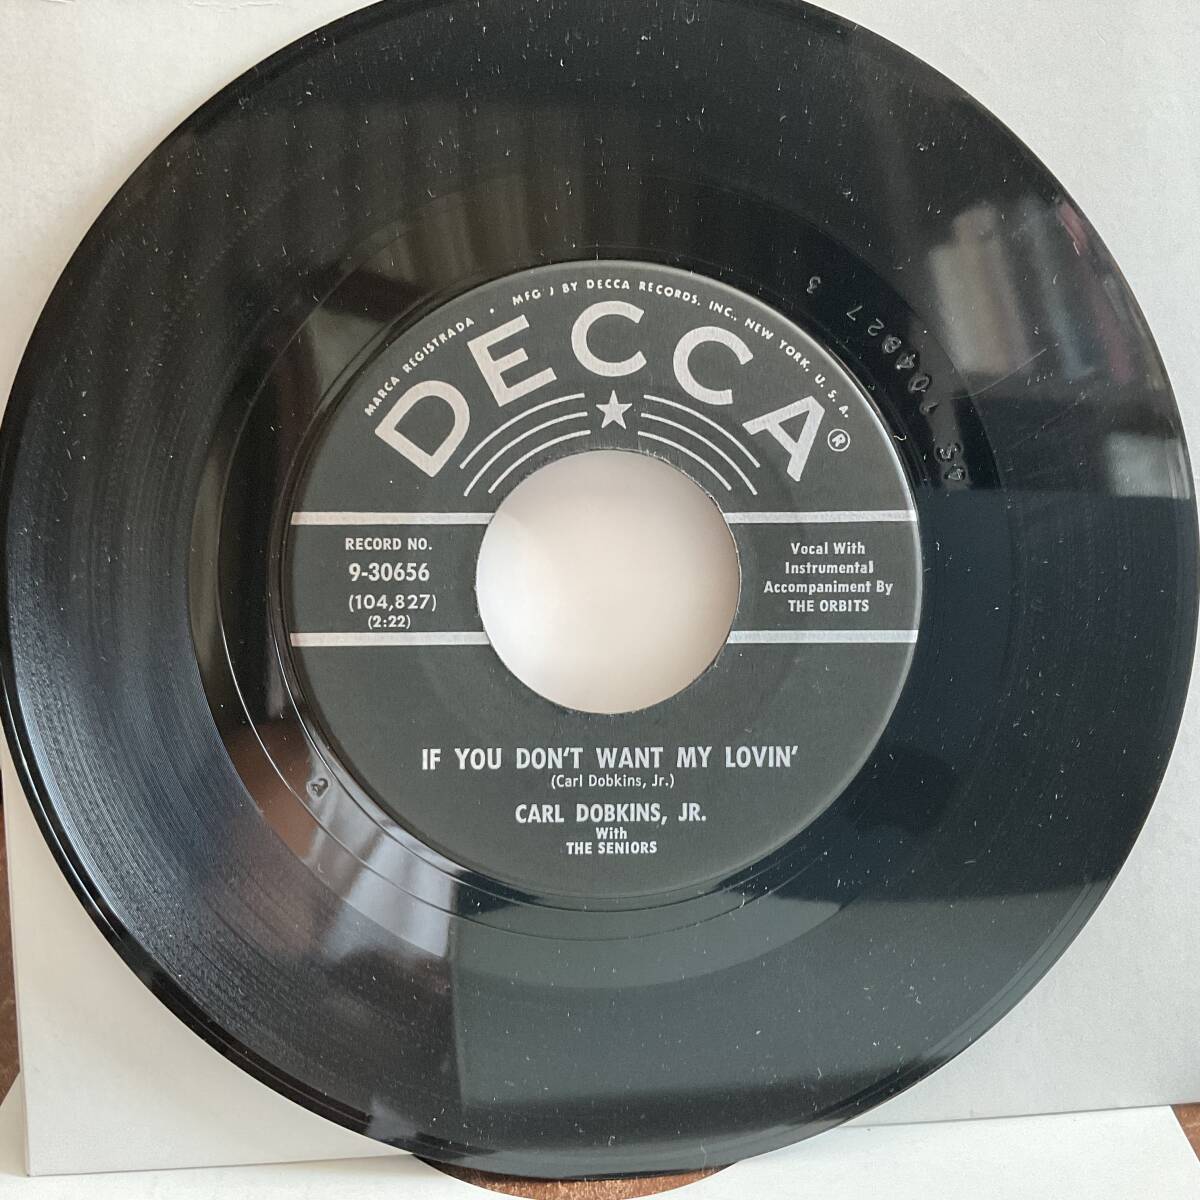 MARCA REGISTRADA • MFG'D BY DECCA RECORDS, INC., NEW YORK, U. S. A.
DECCA®
RECORD NO.
9-30656
(104,827)
(2:22)
Vocal With
Instrumental
Accompaniment By
THE ORBITS
IF YOU DON'T WANT MY LOVIN'
(Carl Dobkins, Jr.)
CARL DOBKINS, JR.
With
THE SENIORS
45 104827 3